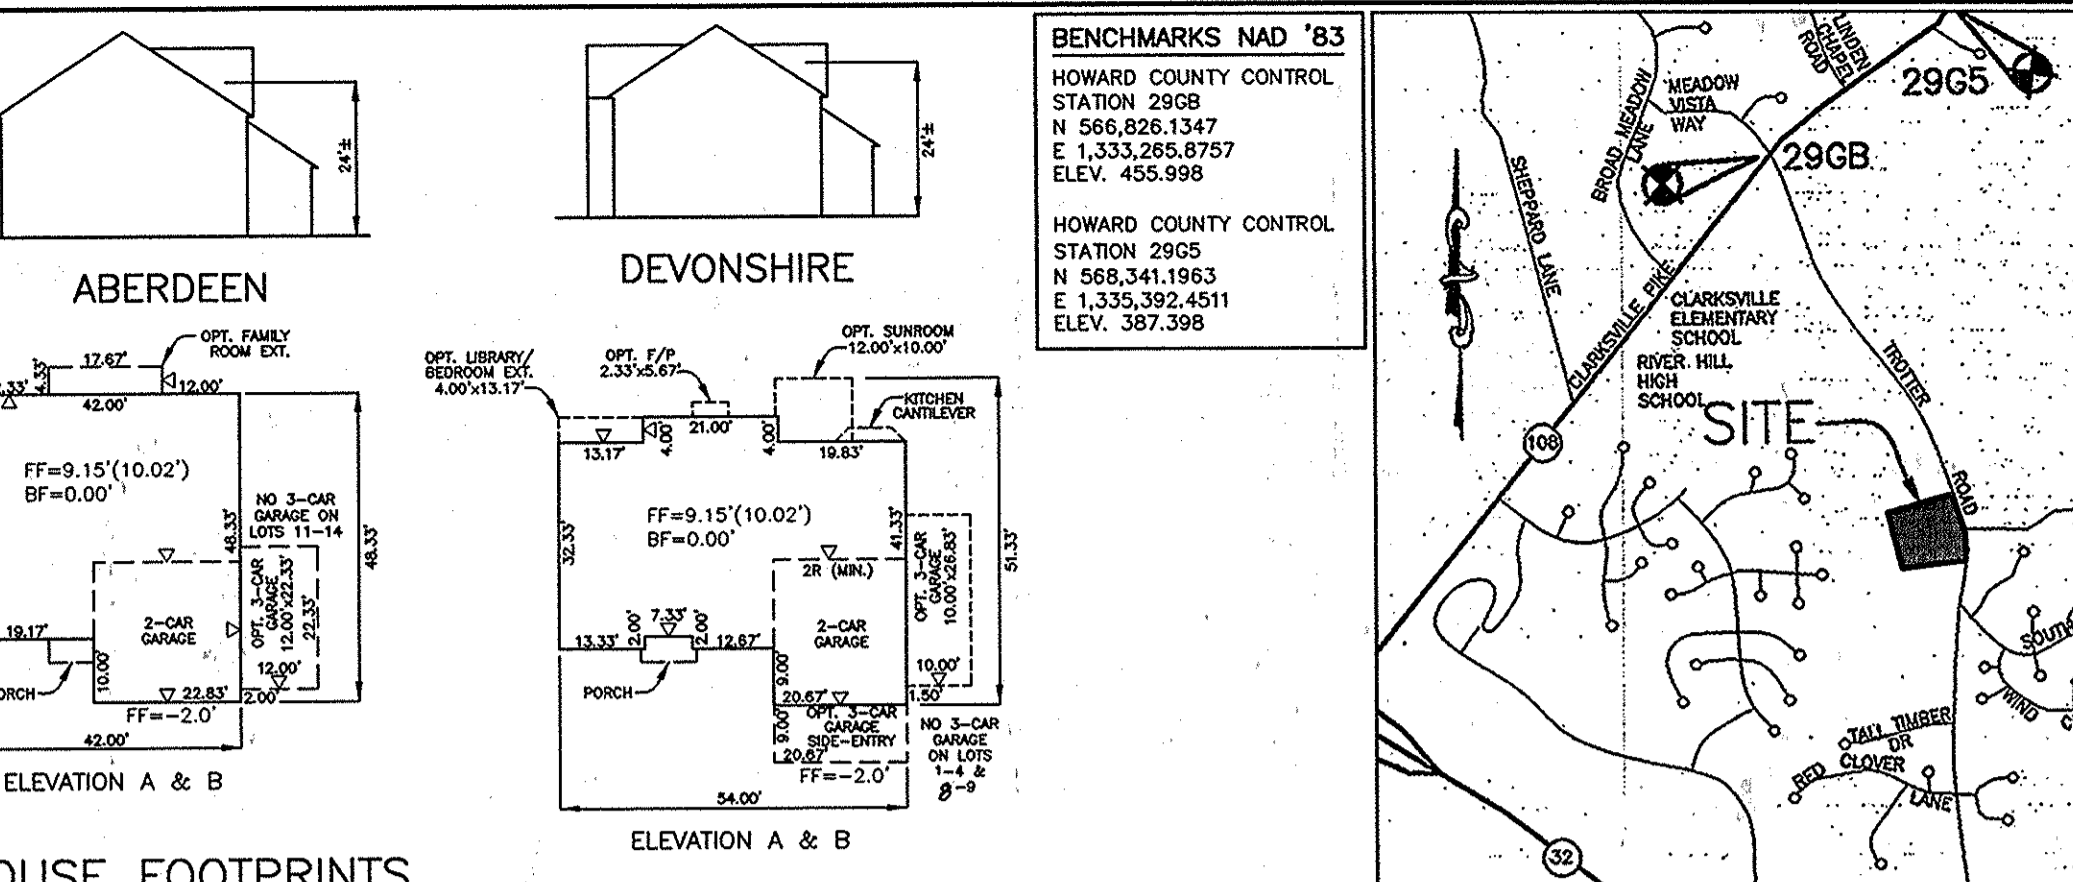 24'±
ABERDEEN
OPT. FAMILY
ROOM EXT.
17.67'
4.33'
12.00'
42.00'
FF=9.15'(10.02')
BF=0.00'
NO 3-CAR
GARAGE ON
LOTS 11-14
48.33'
48.33'
OPT. 3-CAR
GARAGE
12.00'x22.33'
22.33'
2-CAR
GARAGE
19.17'
10.00'
12.00'
22.83'
2.00'
FF=-2.0'
42.00'
ELEVATION A & B
24'±
DEVONSHIRE
OPT. LIBRARY/
BEDROOM EXT.
4.00'x13.17'
OPT. F/P
2.33'x5.67'
OPT. SUNROOM
12.00'x10.00'
KITCHEN
CANTILEVER
13.17'
4.00'
21.00'
4.00'
19.83'
FF=9.15'(10.02')
BF=0.00'
32.33'
41.33'
51.33'
2R (MIN.)
OPT. 3-CAR
GARAGE
10.00'x26.83'
2-CAR
GARAGE
13.33'
2.00'
7.33'
2.00'
12.67'
PORCH
9.00'
10.00'
20.67'
1.50'
9.00'
OPT. 3-CAR
GARAGE
SIDE-ENTRY
20.67'
FF=-2.0'
NO 3-CAR
GARAGE
ON LOTS
1-4 &
8-9
54.00'
ELEVATION A & B
HOUSE FOOTPRINTS
BENCHMARKS NAD '83
HOWARD COUNTY CONTROL
STATION 29GB
N 566,826.1347
E 1,333,265.8757
ELEV. 455.998
HOWARD COUNTY CONTROL
STATION 29G5
N 568,341.1963
E 1,335,392.4511
ELEV. 387.398
LINDEN
CHAPEL
ROAD
29G5
BROAD MEADOW
LANE
MEADOW
VISTA
WAY
29GB
SHEPPARD LANE
CLARKSVILLE PIKE
CLARKSVILLE
ELEMENTARY
SCHOOL
RIVER HILL
HIGH
SCHOOL
TROTTER
ROAD
SITE
108
WIND
TALL TIMBER
DR
RED CLOVER
LANE
32